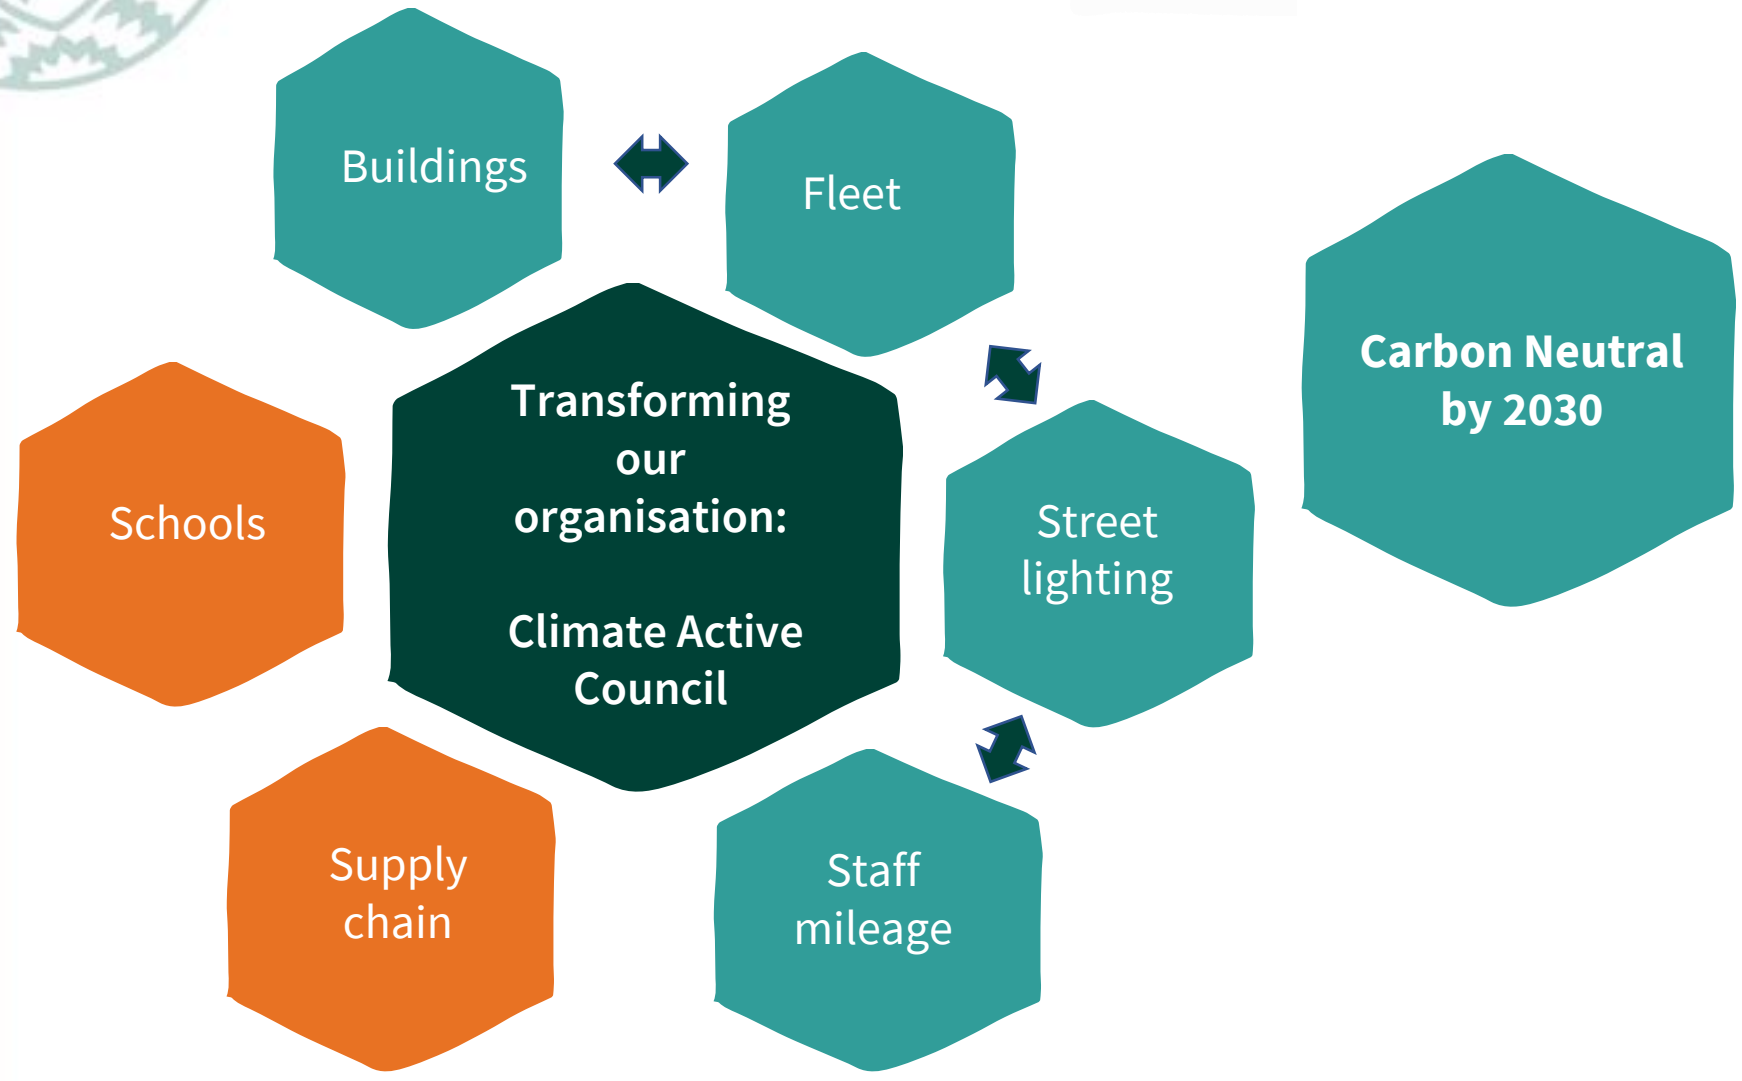 Buildings
Fleet
Carbon Neutral
by 2030
Transforming
our
organisation:
Climate Active
Council
Schools
Street
lighting
Supply
chain
Staff
mileage